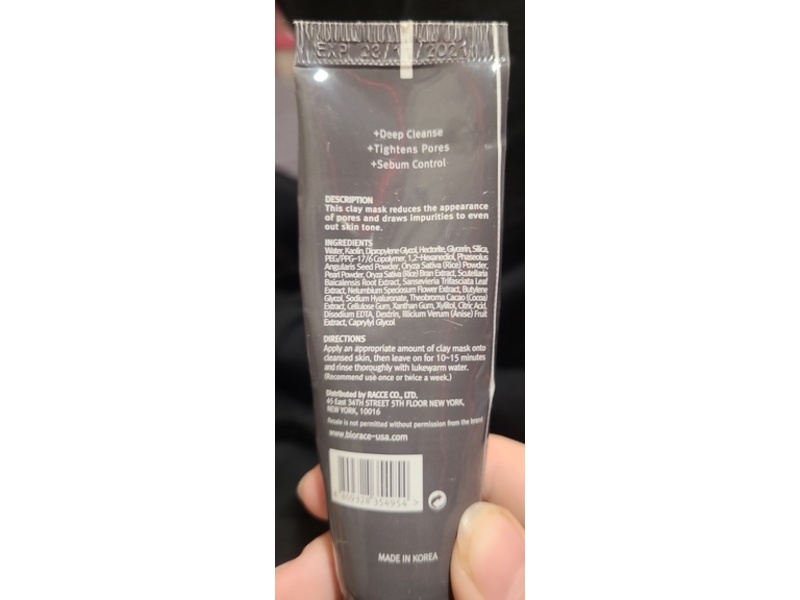 EXP 23/1 /202
+Deep Cleanse
+Tightens Pores
+Sebum Control
DESCRIPTION
This clay mask reduces the appearance
of pores and draws impurities to even
out skin tone.
INGREDIENTS
Water, Kaolin, Dipropylene Glycol, Hectorite, Glycerin, Silica,
PEG/PPG-17/6 Copolymer, 1,2-Hexanediol, Phaseolus
Angularis Seed Powder, Oryza Sativa (Rice) Powder,
Pearl Powder, Oryza Sativa (Rice) Bran Extract, Scutellaria
Baicalensis Root Extract, Sansevieria Trifasciata Leaf
Extract, Nelumbium Speciosum Flower Extract, Butylene
Glycol, Sodium Hyaluronate, Theobroma Cacao (Cocoa)
Extract, Cellulose Gum, Xanthan Gum, Xylitol, Citric Acid,
Disodium EDTA, Dextrin, Illicium Verum (Anise) Fruit
Extract, Caprylyl Glycol
DIRECTIONS
Apply an appropriate amount of clay mask onto
cleansed skin, then leave on for 10~15 minutes
and rinse thoroughly with lukewarm water.
(Recommend use once or twice a week.)
Distributed by RACCE CO., LTD.
45 East 34TH STREET 5TH FLOOR NEW YORK,
NEW YORK, 10016
Resale is not permitted without permission from the brand.
www.biorace-usa.com
8 809328 354954 >
MADE IN KOREA